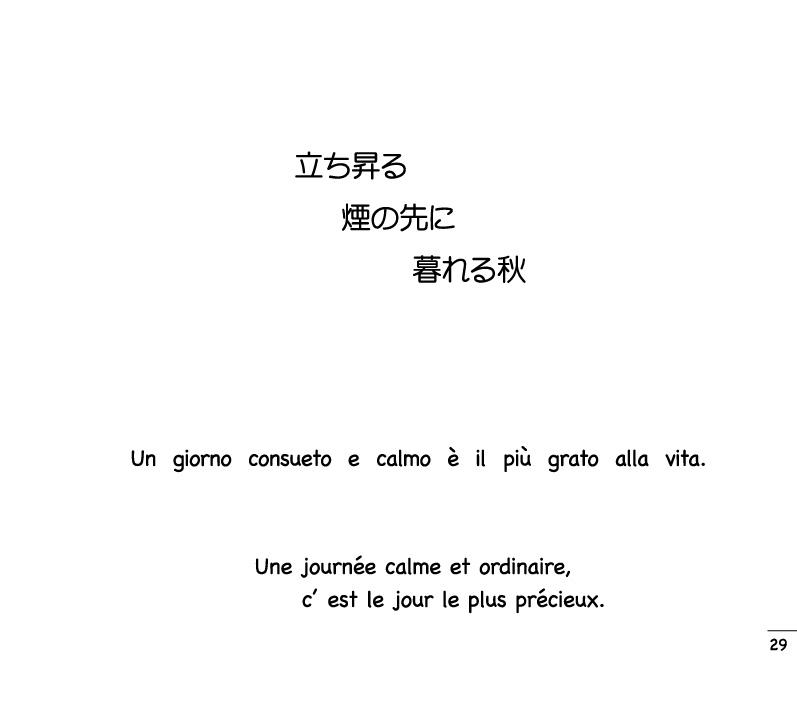 立ち昇る
煙の先に
暮れる秋
Un giorno consueto e calmo è il più grato alla vita.
Une journée calme et ordinaire,
c’ est le jour le plus précieux.
29